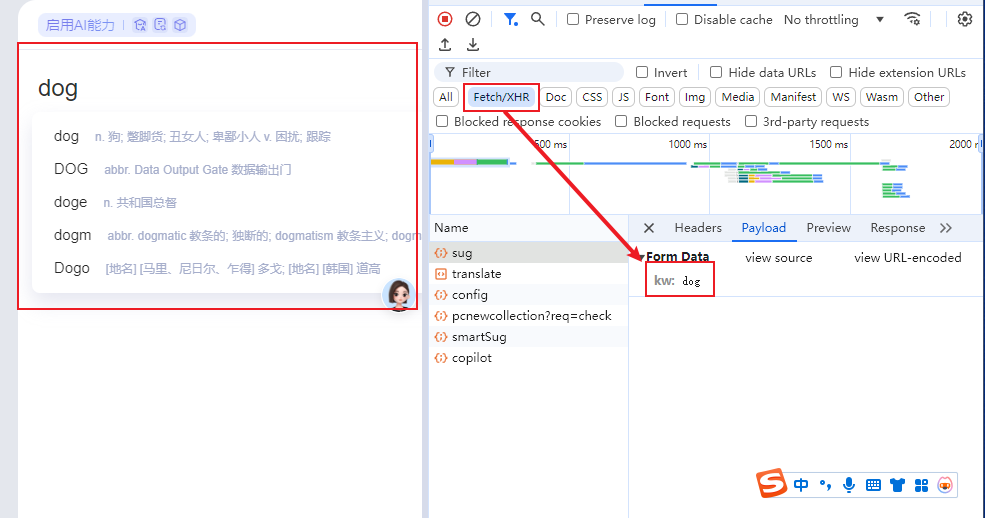 启用AI能力
dog
dog n. 狗; 蹩脚货; 丑女人; 卑鄙小人 v. 困扰; 跟踪
DOG abbr. Data Output Gate 数据输出门
doge n. 共和国总督
dogm abbr. dogmatic 教条的; 独断的; dogmatism 教条主义; dogm
Dogo [地名] [马里、尼日尔、乍得] 多戈; [地名] [韩国] 道高
Preserve log Disable cache No throttling
Filter Invert Hide data URLs Hide extension URLs
All Fetch/XHR Doc CSS JS Font Img Media Manifest WS Wasm Other
Blocked response cookies Blocked requests 3rd-party requests
500 ms 1000 ms 1500 ms 2000
Name Headers Payload Preview Response
sug
translate
config
pcnewcollection?req=check
smartSug
copilot
Form Data view source view URL-encoded
kw: dog
S 中